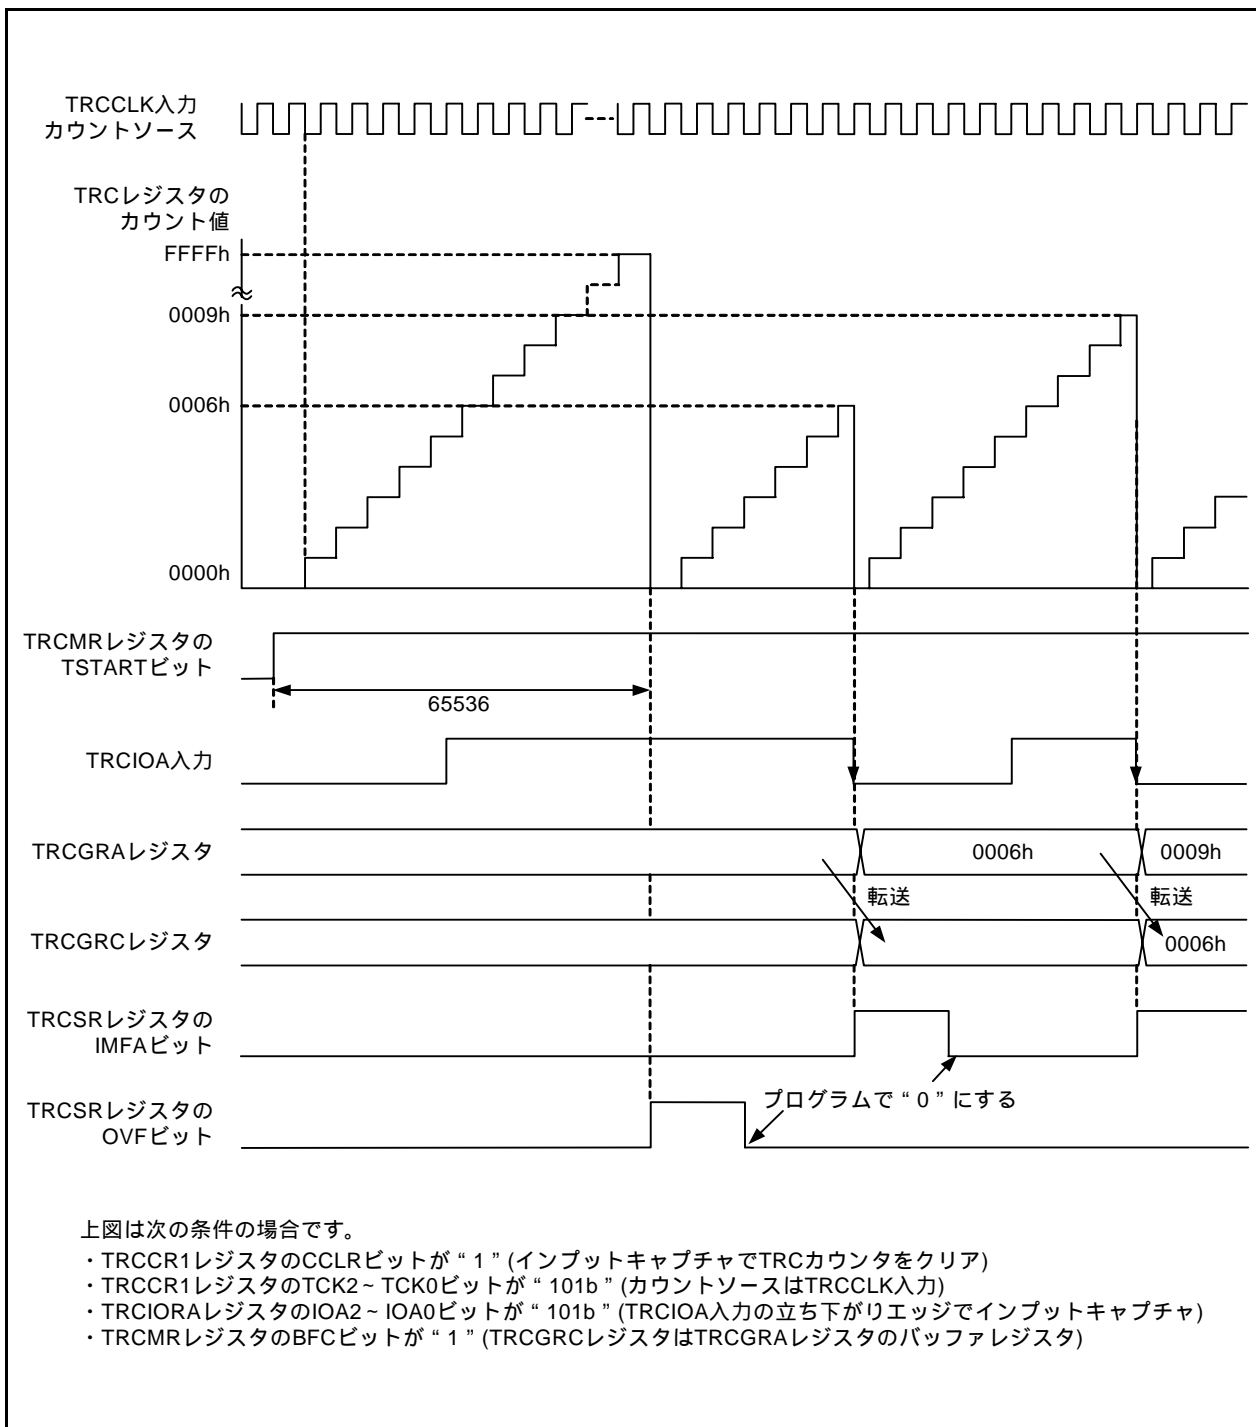 TRCCLK入力
カウントソース
TRCレジスタの
カウント値
FFFFh
0009h
0006h
0000h
TRCMRレジスタの
TSTARTビット
65536
TRCIOA入力
TRCGRAレジスタ
0006h
0009h
転送
転送
TRCGRCレジスタ
0006h
TRCSRレジスタの
IMFAビット
プログラムで“0”にする
TRCSRレジスタの
OVFビット
上図は次の条件の場合です。
・TRCCR1レジスタのCCLRビットが“1”(インプットキャプチャでTRCカウンタをクリア)
・TRCCR1レジスタのTCK2~TCK0ビットが“101b”(カウントソースはTRCCLK入力)
・TRCIORAレジスタのIOA2~IOA0ビットが“101b”(TRCIOA入力の立ち下がりエッジでインプットキャプチャ)
・TRCMRレジスタのBFCビットが“1”(TRCGRCレジスタはTRCGRAレジスタのバッファレジスタ)